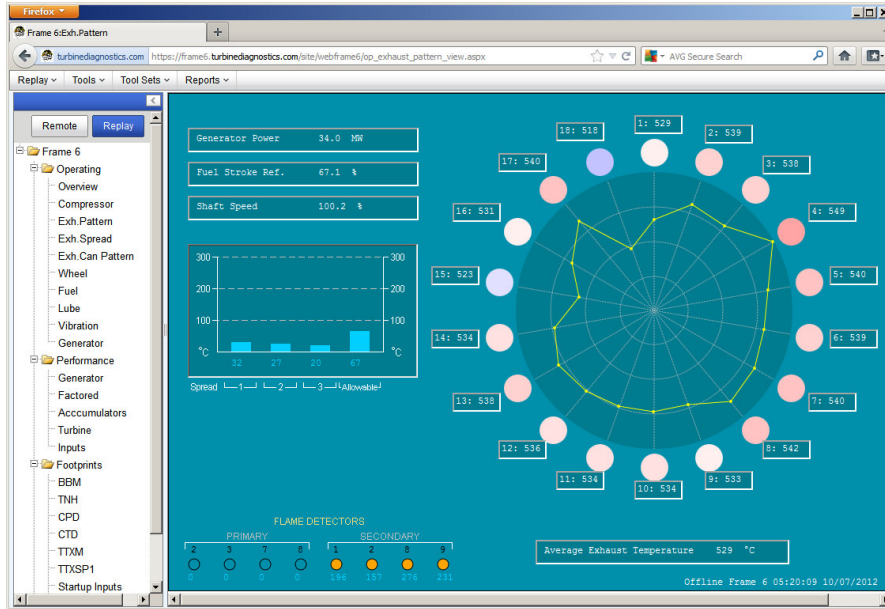 Firefox
Frame 6:Exh.Pattern
turbinediagnostics.com https://frame6.turbinediagnostics.com/site/webframe6/op_exhaust_pattern_view.aspx
AVG Secure Search
Replay Tools Tool Sets Reports
Remote Replay
Frame 6
Operating
Overview
Compressor
Exh.Pattern
Exh.Spread
Exh.Can Pattern
Wheel
Fuel
Lube
Vibration
Generator
Performance
Generator
Factored
Acccumulators
Turbine
Inputs
Footprints
BBM
TNH
CPD
CTD
TTXM
TTXSP1
Startup Inputs
Generator Power 34.0 MW
Fuel Stroke Ref. 67.1 %
Shaft Speed 100.2 %
300 300
200 200
100 100
°C °C
32 27 20 67
Spread 1 2 3 Allowable
1: 529
2: 539
3: 538
4: 549
5: 540
6: 539
7: 540
8: 542
9: 533
10: 534
11: 534
12: 536
13: 538
14: 534
15: 523
16: 531
17: 540
18: 518
FLAME DETECTORS
PRIMARY SECONDARY
2 3 7 8 1 2 8 9
0 0 0 0 196 157 276 231
Average Exhaust Temperature 529 °C
Offline Frame 6 05:20:09 10/07/2012